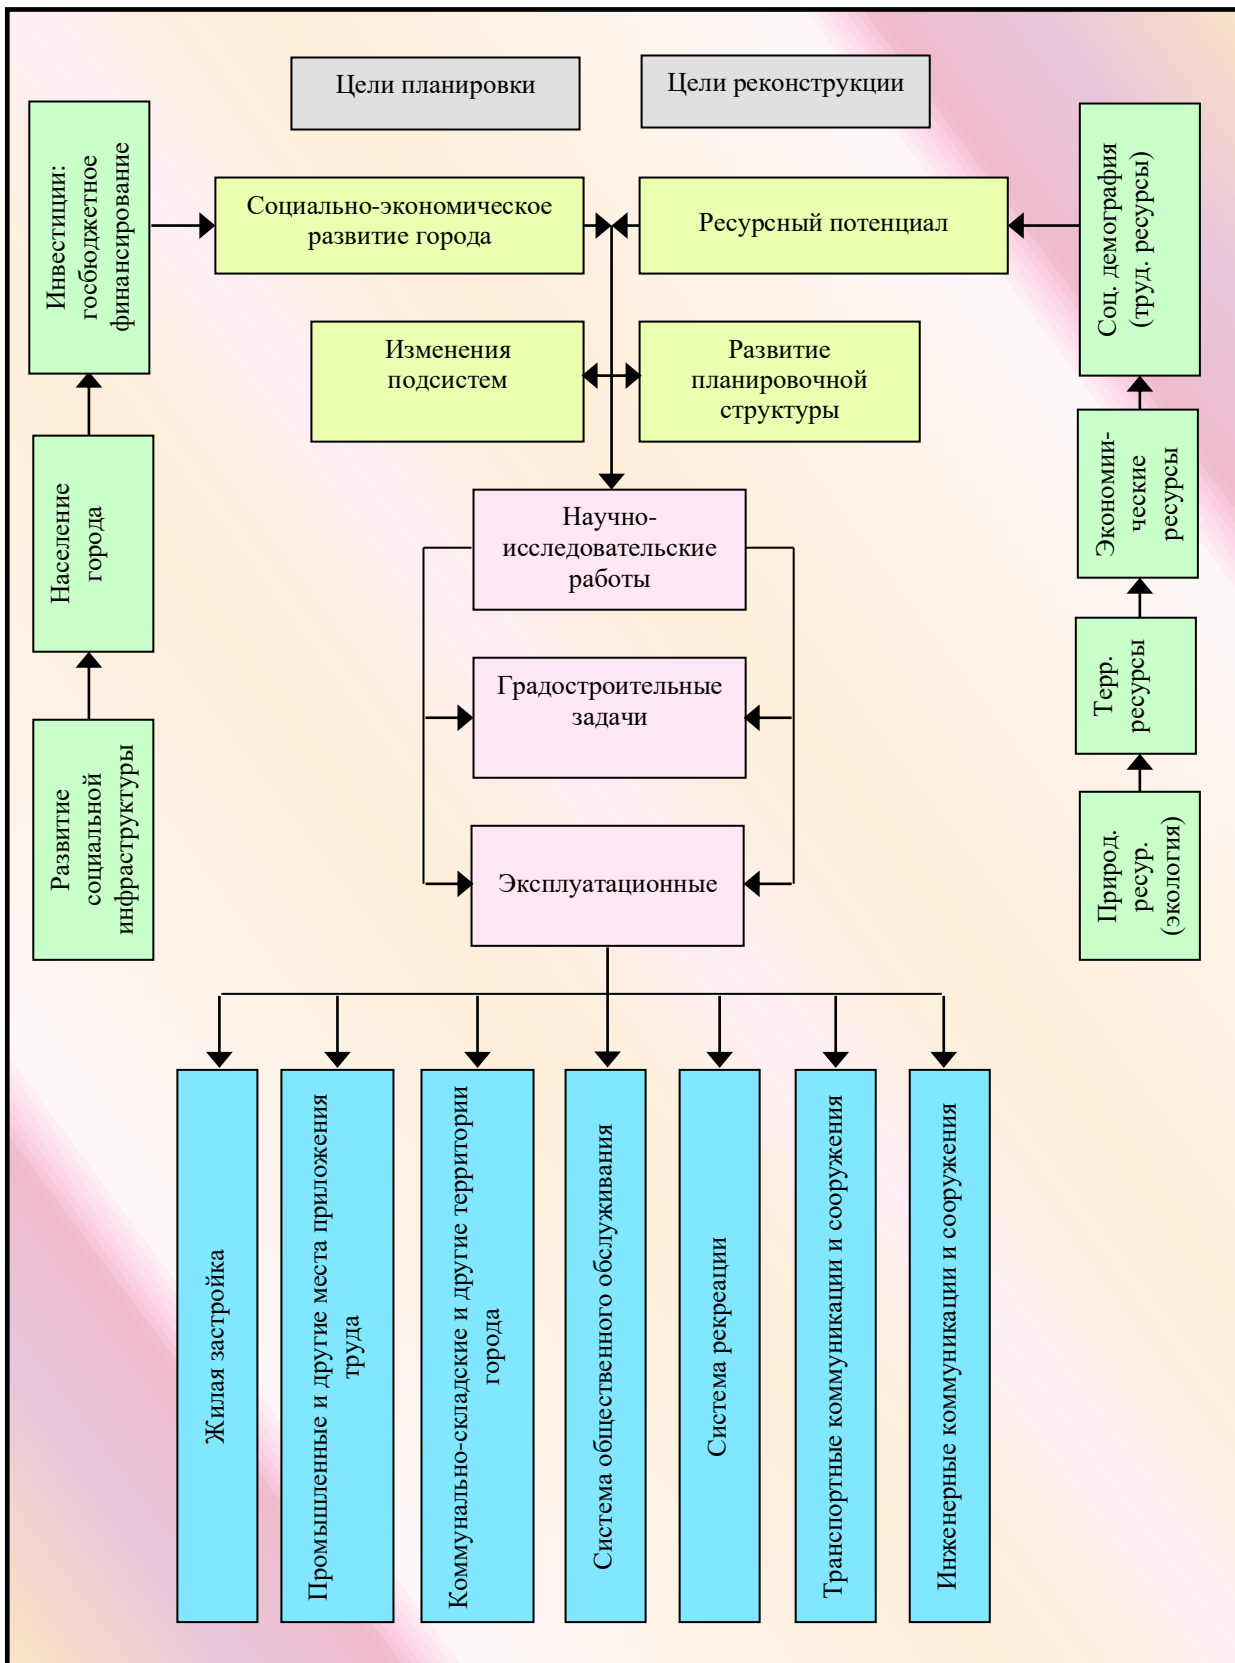 Цели планировки
Цели реконструкции
Инвестиции:
госбюджетное
финансирование
Социально-экономическое
развитие города
Ресурсный потенциал
Соц. демография
(труд. ресурсы)
Изменения
подсистем
Развитие
планировочной
структуры
Население
города
Научно-
исследовательские
работы
Экономии-
ческие
ресурсы
Градостроительные
задачи
Терр.
ресурсы
Развитие
социальной
инфраструктуры
Эксплуатационные
Природ.
ресур.
(экология)
Жилая застройка
Промышленные и другие места приложения
труда
Коммунально-складские и другие территории
города
Система общественного обслуживания
Система рекреации
Транспортные коммуникации и сооружения
Инженерные коммуникации и сооружения